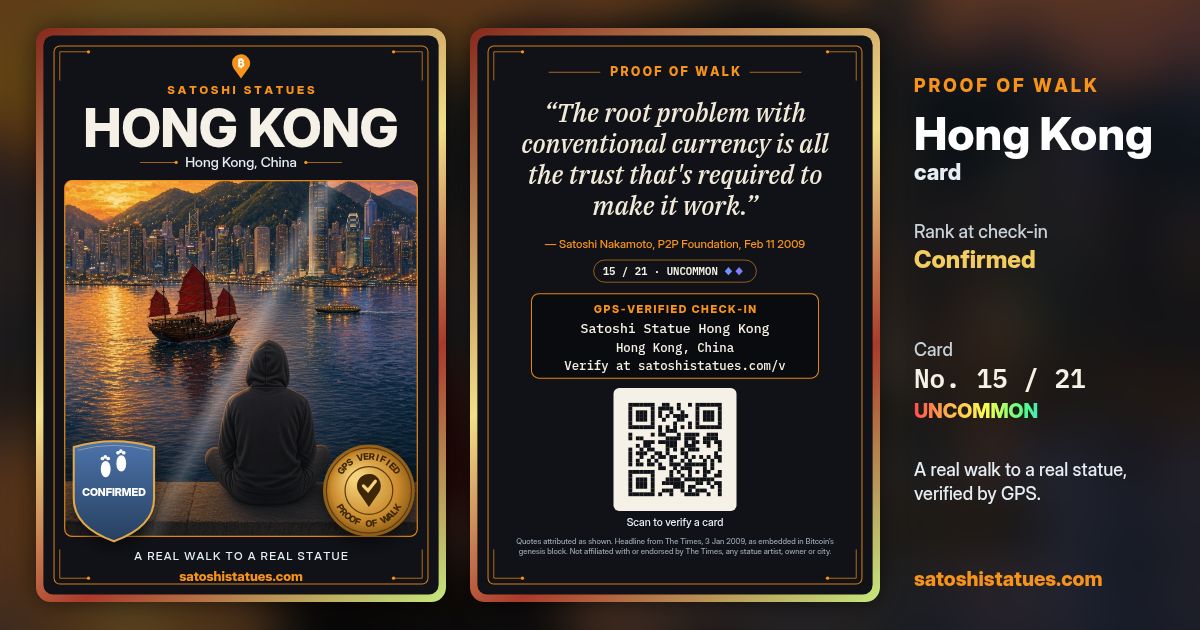 SATOSHI STATUES
HONG KONG
Hong Kong, China
CONFIRMED
GPS VERIFIED
PROOF OF WALK
A REAL WALK TO A REAL STATUE
satoshistatues.com
PROOF OF WALK
“The root problem with
conventional currency is all
the trust that's required to
make it work.”
— Satoshi Nakamoto, P2P Foundation, Feb 11 2009
15 / 21 · UNCOMMON
GPS-VERIFIED CHECK-IN
Satoshi Statue Hong Kong
Hong Kong, China
Verify at satoshistatues.com/v
Scan to verify a card
Quotes attributed as shown. Headline from The Times, 3 Jan 2009, as embedded in Bitcoin's
genesis block. Not affiliated with or endorsed by The Times, any statue artist, owner or city.
PROOF OF WALK
Hong Kong
card
Rank at check-in
Confirmed
Card
No. 15 / 21
UNCOMMON
A real walk to a real statue,
verified by GPS.
satoshistatues.com